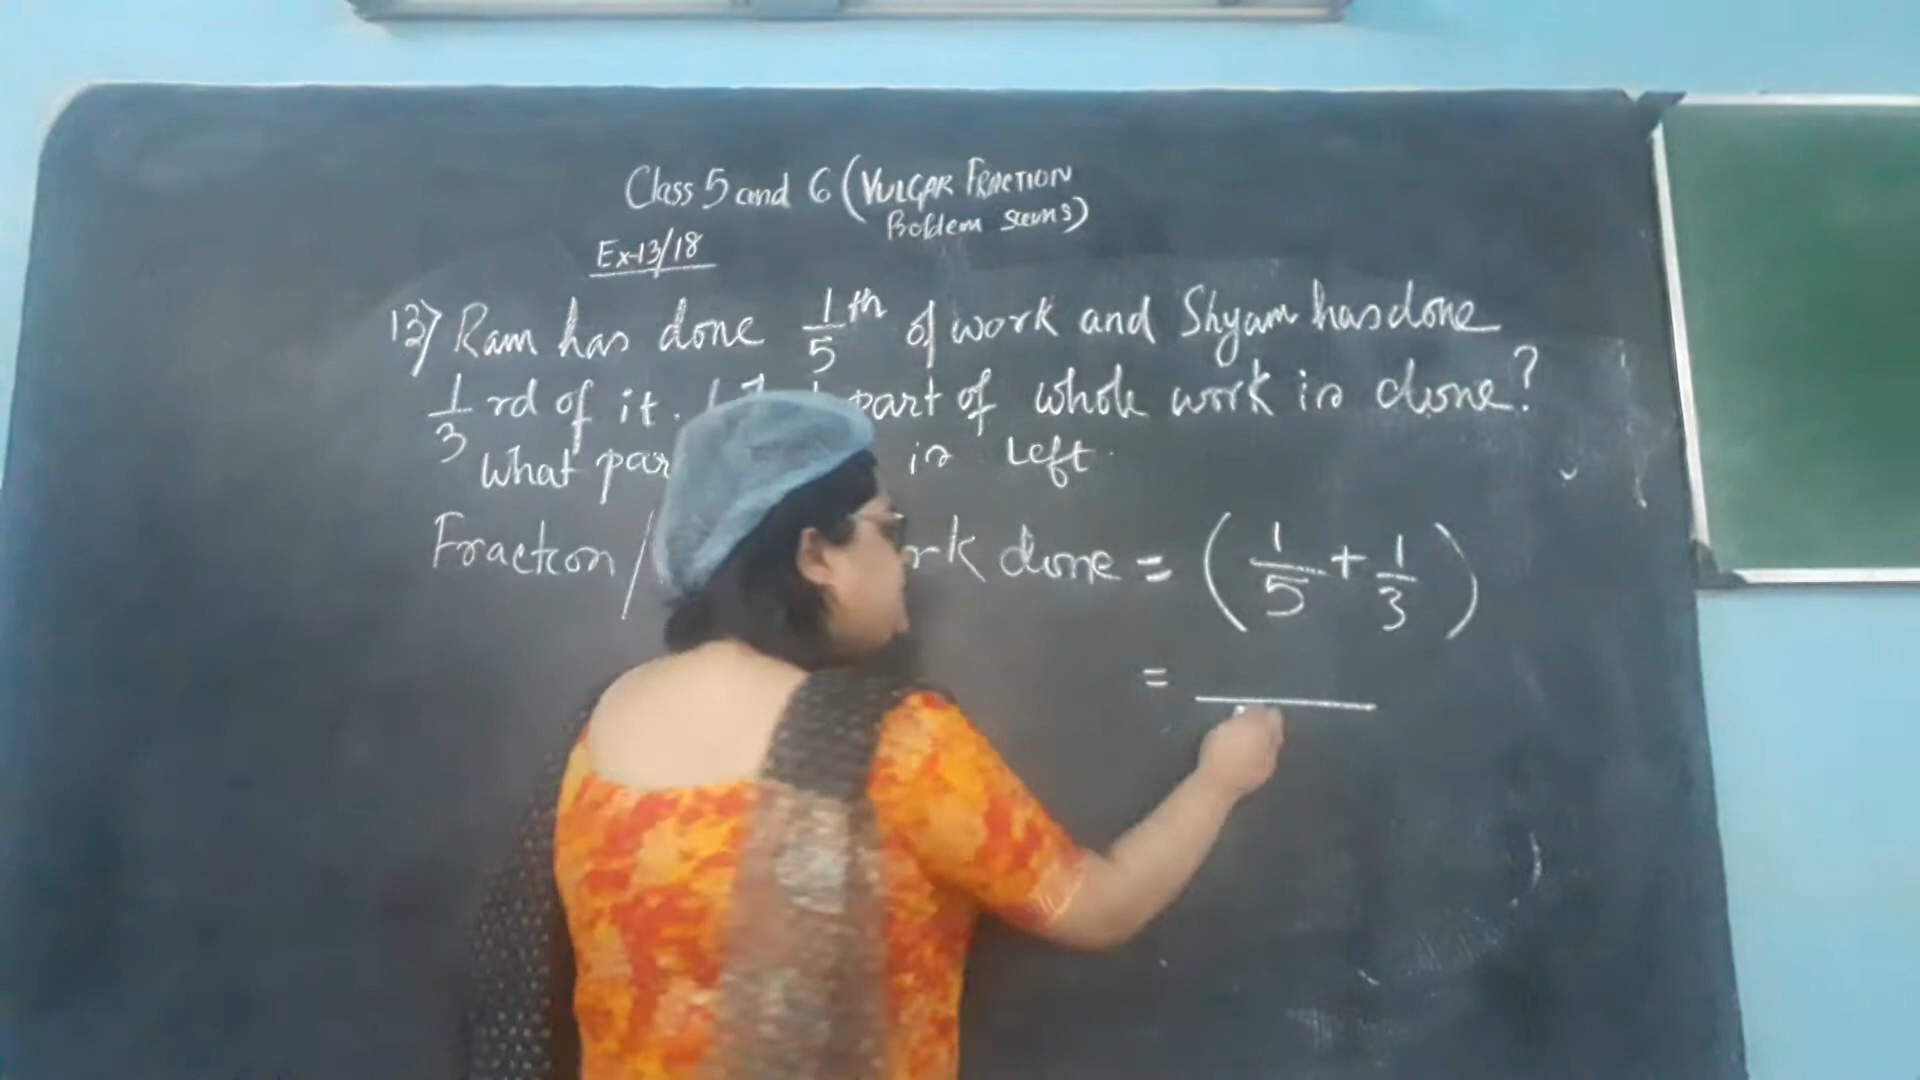 Class 5 and 6 (VULGAR FRACTION
Problem sums)
Ex-13/18
13) Ram has done 1/5 th of work and Shyam has done
1/3 rd of it. part of whole work is done?
What is left.
Fraction / done = (1/5 + 1/3)
=